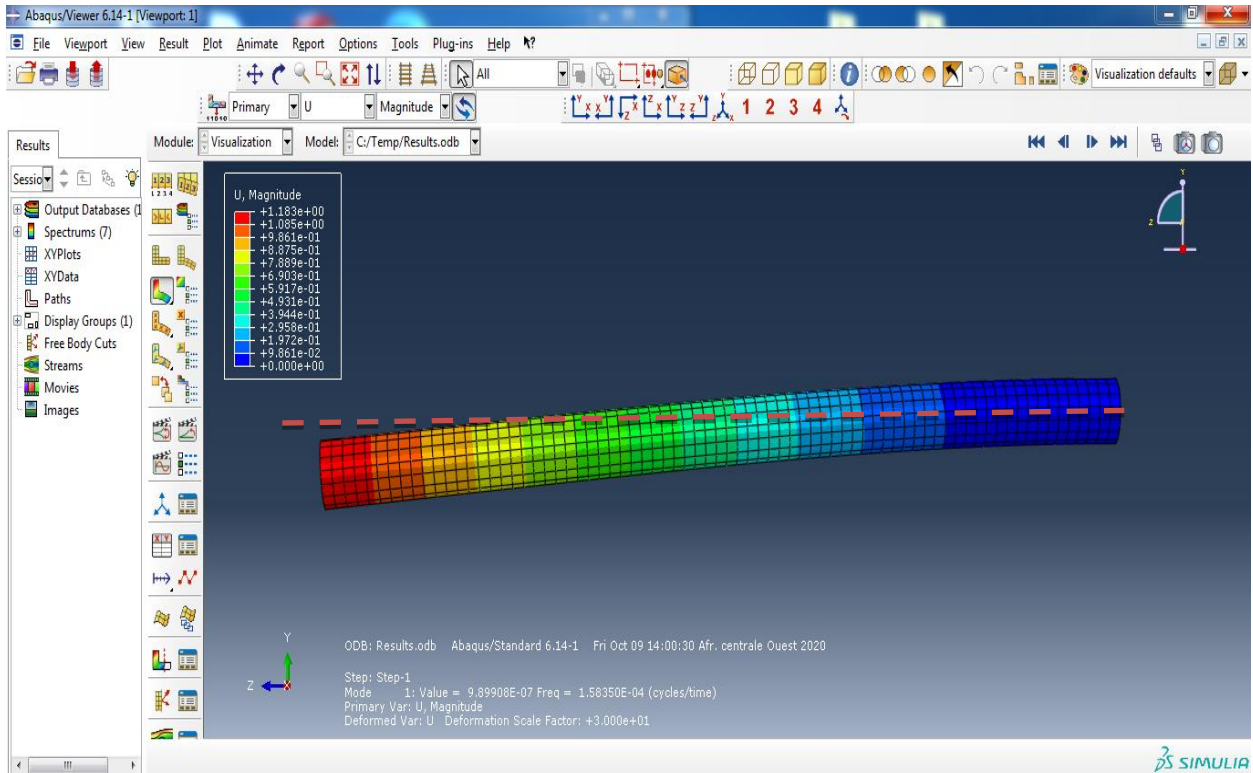 Abaqus/Viewer 6.14-1 [Viewport: 1]
File Viewport View Result Plot Animate Report Options Tools Plug-ins Help
All
Visualization defaults
Primary U Magnitude
1 2 3 4
Results
Module: Visualization Model: C:/Temp/Results.odb
Sessio
Output Databases (1
Spectrums (7)
XYPlots
XYData
Paths
Display Groups (1)
Free Body Cuts
Streams
Movies
Images
U, Magnitude
+1.183e+00
+1.085e+00
+9.861e-01
+8.875e-01
+7.889e-01
+6.903e-01
+5.917e-01
+4.931e-01
+3.944e-01
+2.958e-01
+1.972e-01
+9.861e-02
+0.000e+00
Y
Z
Y
Z
ODB: Results.odb Abaqus/Standard 6.14-1 Fri Oct 09 14:00:30 Afr. centrale Ouest 2020
Step: Step-1
Mode 1: Value = 9.89908E-07 Freq = 1.58350E-04 (cycles/time)
Primary Var: U, Magnitude
Deformed Var: U Deformation Scale Factor: +3.000e+01
SIMULIA